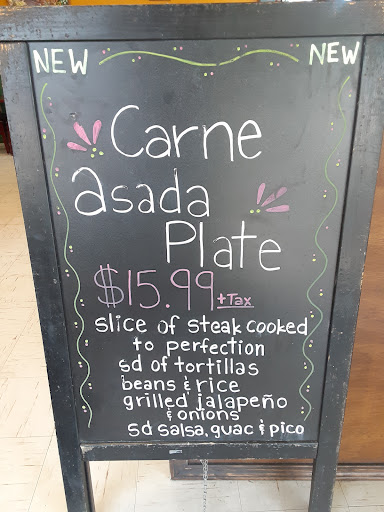 NEW NEW
Carne
asada
Plate
$15.99 +Tax
slice of steak cooked
to perfection
sd of tortillas
beans & rice
grilled jalapeño
& onions
sd salsa, guac & pico